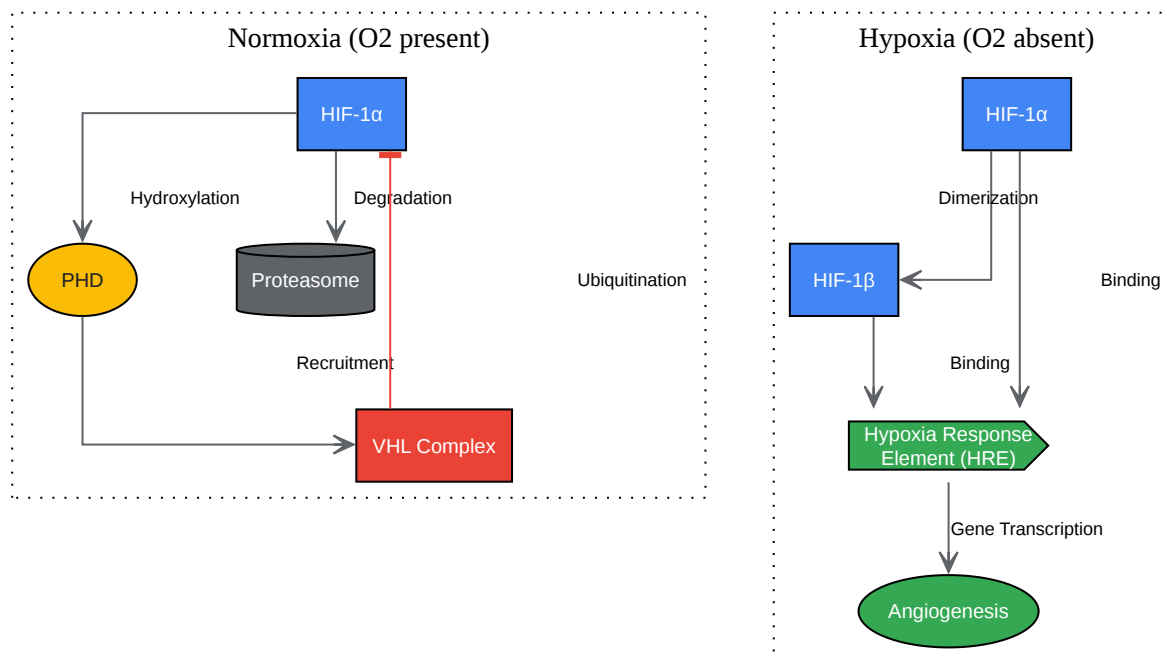 Normoxia (O2 present)
HIF-1α
Hydroxylation
Degradation
PHD
Proteasome
Ubiquitination
Recruitment
VHL Complex
Hypoxia (O2 absent)
HIF-1α
Dimerization
HIF-1β
Binding
Binding
Hypoxia Response
Element (HRE)
Gene Transcription
Angiogenesis